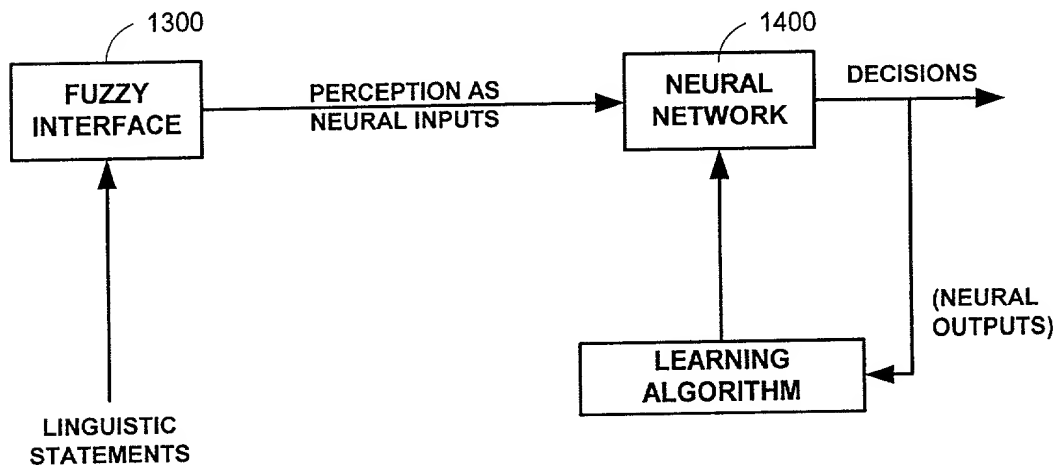 1300
1400
FUZZY
INTERFACE
PERCEPTION AS
NEURAL INPUTS
NEURAL
NETWORK
DECISIONS
(NEURAL
OUTPUTS)
LEARNING
ALGORITHM
LINGUISTIC
STATEMENTS